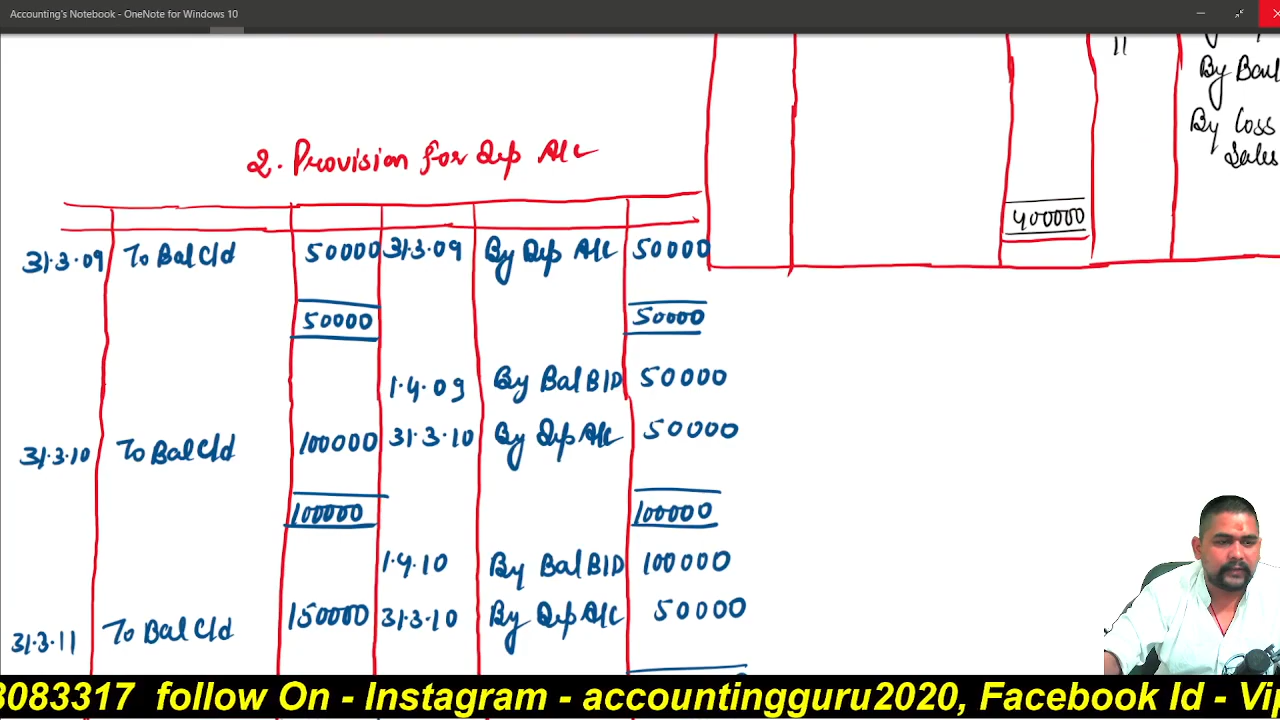 Accounting's Notebook - OneNote for Windows 10
11
By Ban
By Loss
Sales
400000
2. Provision for Dep A/c
31.3.09 To Bal C/d 50000 31.3.09 By Dep A/c 50000
50000 50000
1.4.09 By Bal B/D 50000
31.3.10 To Bal C/d 100000 31.3.10 By Dep A/c 50000
100000 100000
1.4.10 By Bal B/D 100000
31.3.11 To Bal C/d 150000 31.3.10 By Dep A/c 50000
3083317 follow On - Instagram - accountingguru2020, Facebook Id - Vip